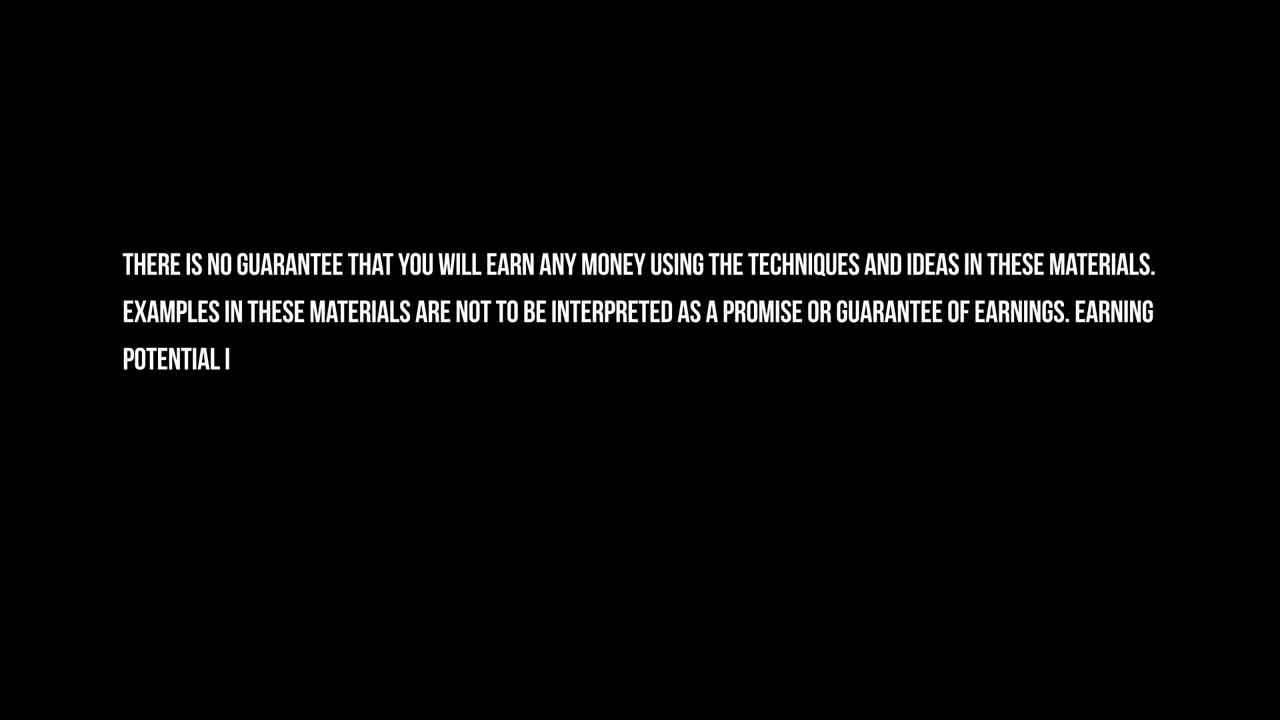 THERE IS NO GUARANTEE THAT YOU WILL EARN ANY MONEY USING THE TECHNIQUES AND IDEAS IN THESE MATERIALS.
EXAMPLES IN THESE MATERIALS ARE NOT TO BE INTERPRETED AS A PROMISE OR GUARANTEE OF EARNINGS. EARNING
POTENTIAL I